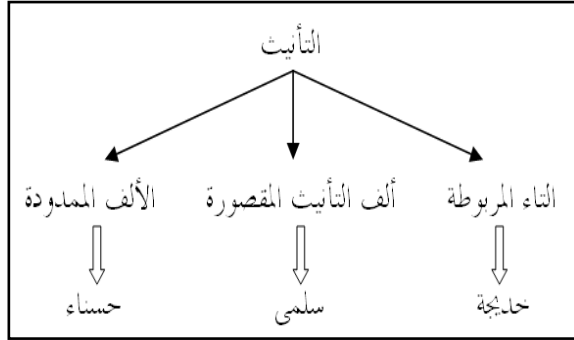 التأنيث
التاء المربوطة ألف التأنيث المقصورة الألف الممدودة
خديجة سلمى حسناء